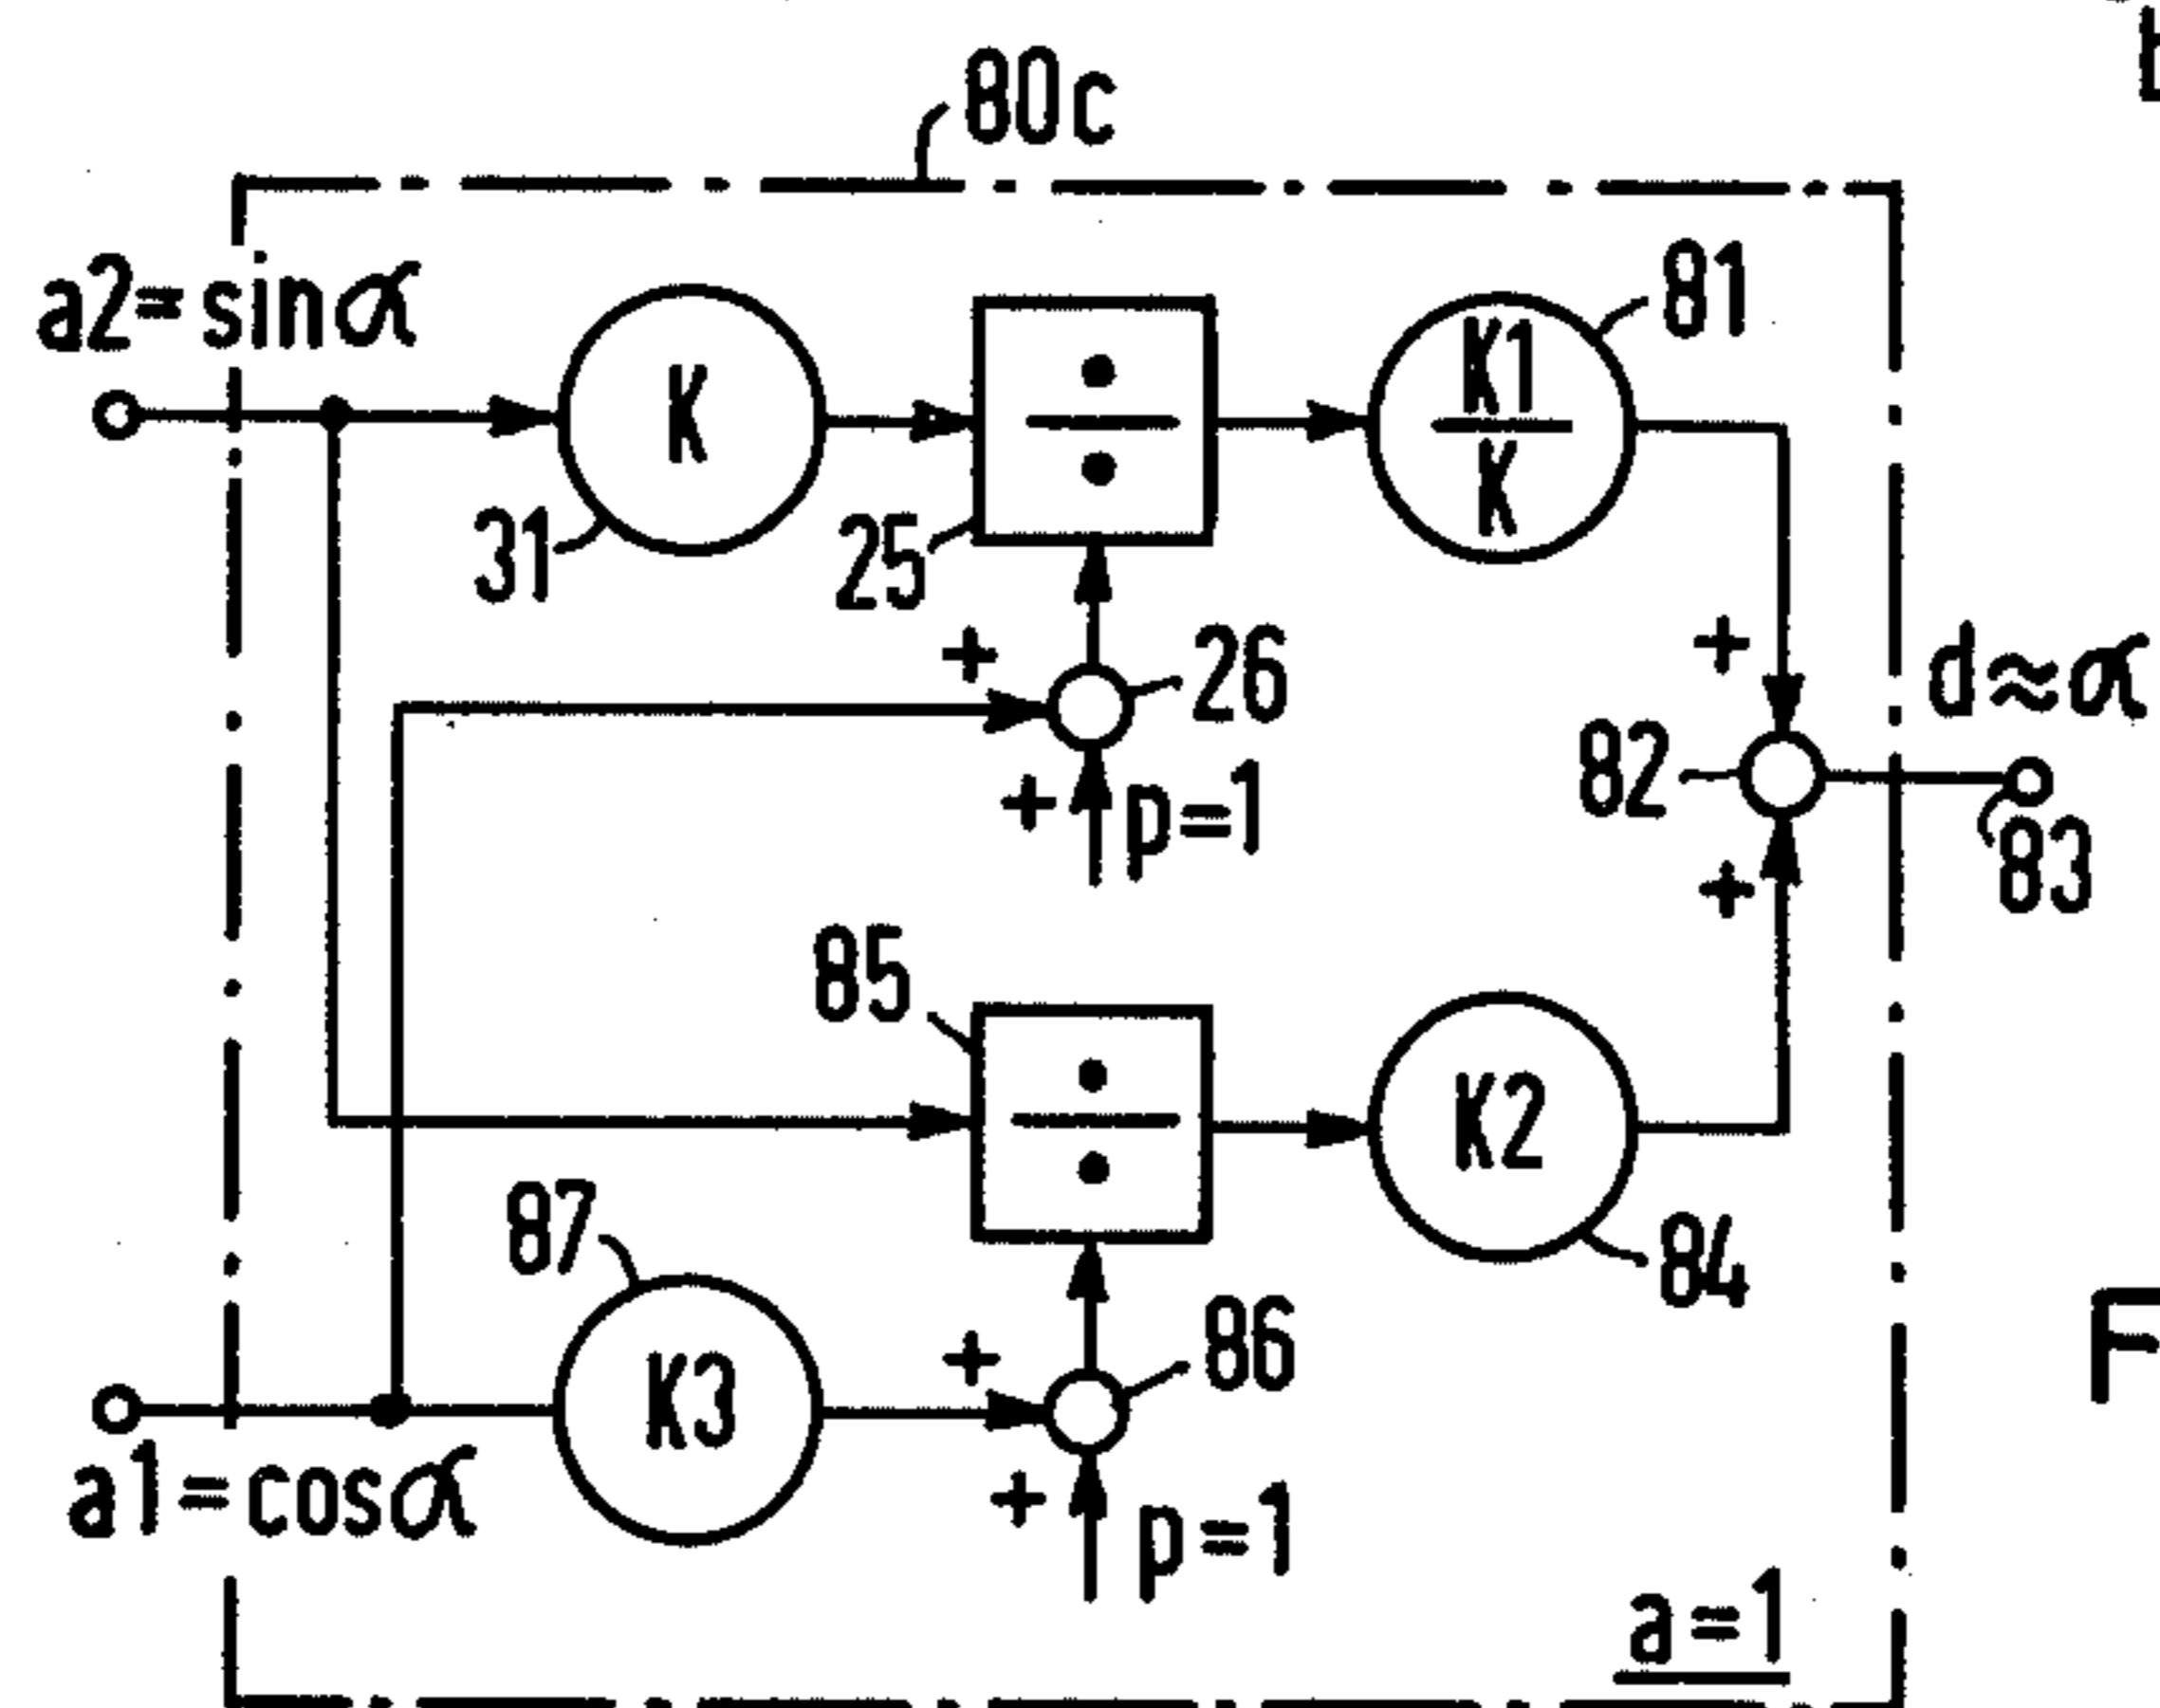 80c
a2=sinα
K
÷
K1
K
81
31
25
+
26
+
d≈α
82
83
+
p=1
+
85
÷
K2
84
87
K3
+
86
a1=cosα
+
p=1
a=1